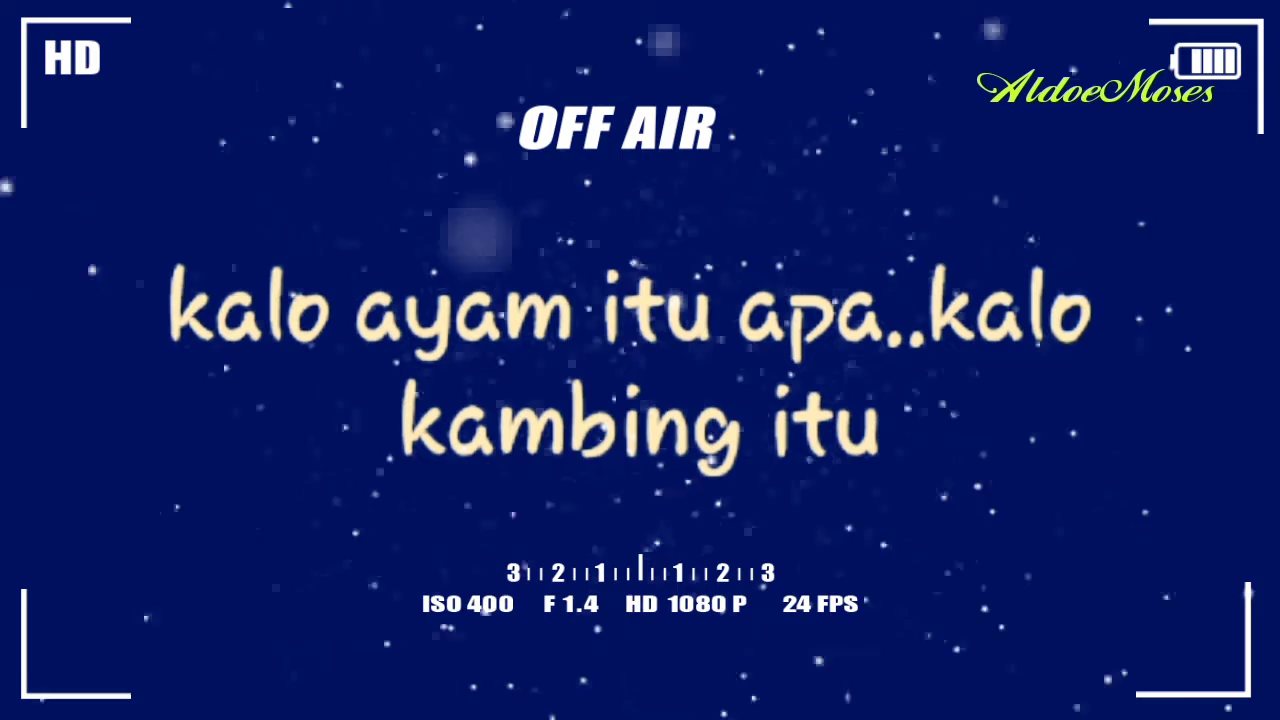 HD
AldoeMoses
OFF AIR
kalo ayam itu apa..kalo
kambing itu
3 2 1 1 2 3
ISO 400 F 1.4 HD 1080 P 24 FPS